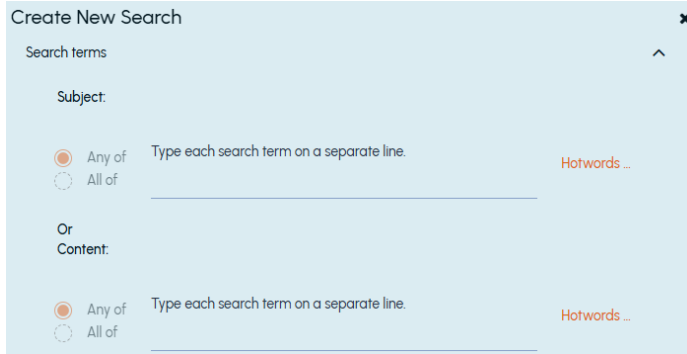 Create New Search
Search terms
Subject:
Any of
Type each search term on a separate line.
Hotwords ...
All of
Or
Content:
Any of
Type each search term on a separate line.
Hotwords ...
All of